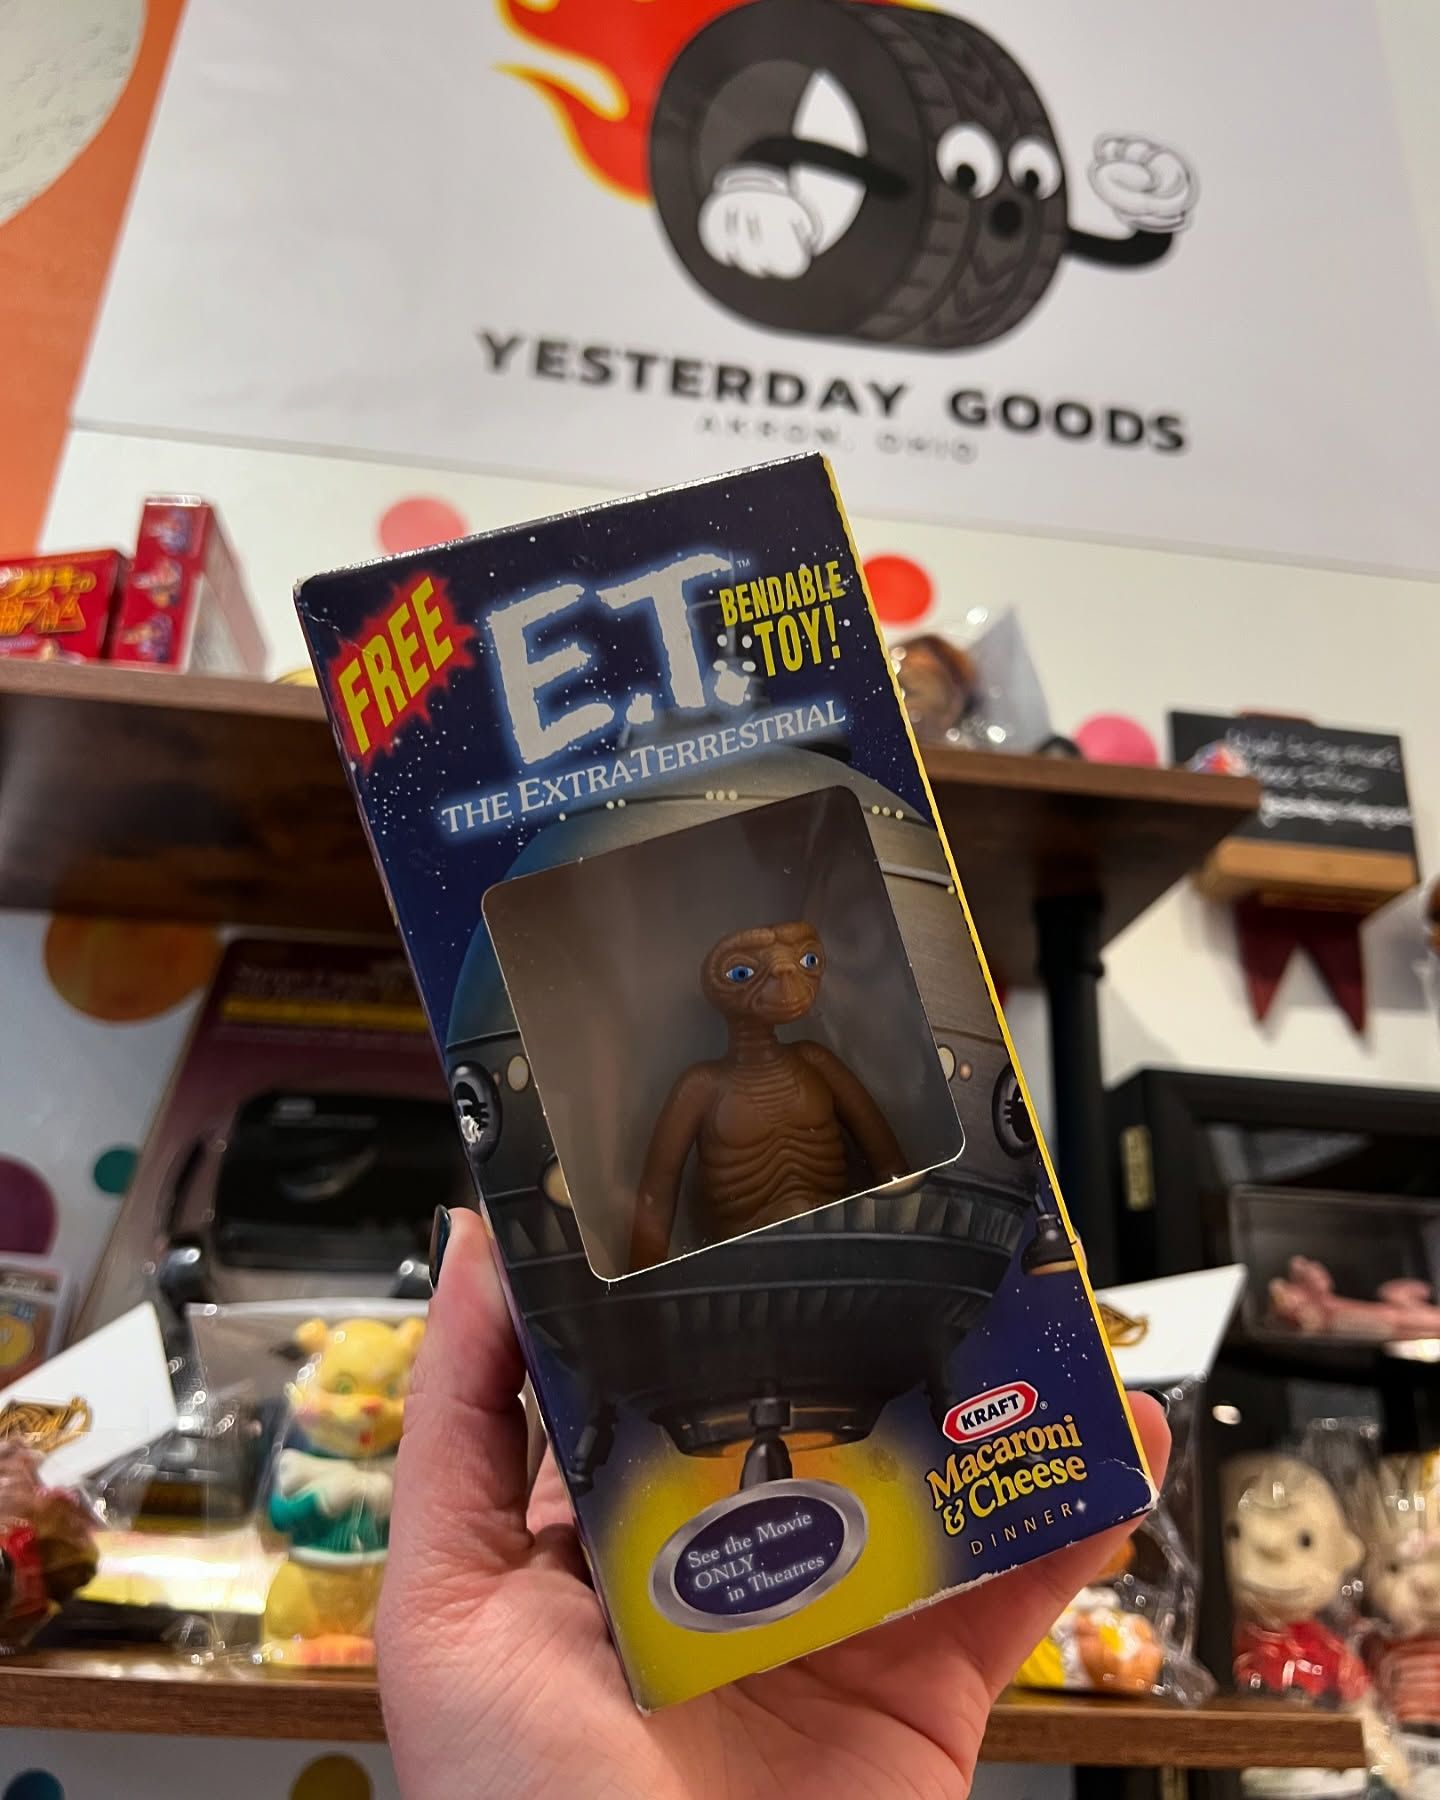 YESTERDAY GOODS
AKRON, OHIO
FREE
E.T.™
BENDABLE
TOY!
THE EXTRA-TERRESTRIAL
KRAFT®
Macaroni
& Cheese
DINNER
See the Movie
ONLY
in Theatres